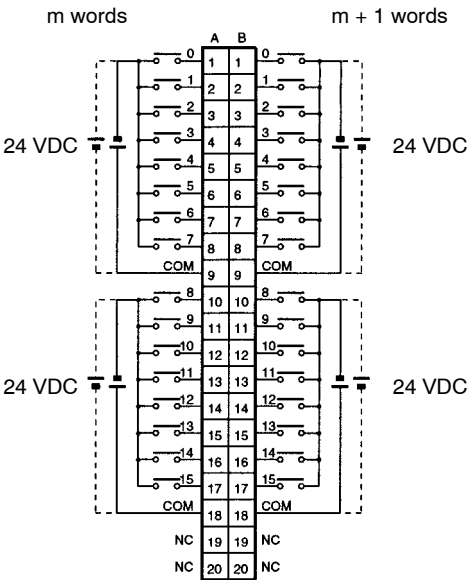 m words m + 1 words
A B
0 1 1 0
1 2 2 1
2 3 3 2
3 4 4 3
24 VDC 24 VDC
4 5 5 4
5 6 6 5
6 7 7 6
7 8 8 7
COM 9 9 COM
8 10 10 8
9 11 11 9
10 12 12 10
11 13 13 11
24 VDC 24 VDC
12 14 14 12
13 15 15 13
14 16 16 14
15 17 17 15
COM 18 18 COM
NC 19 19 NC
NC 20 20 NC